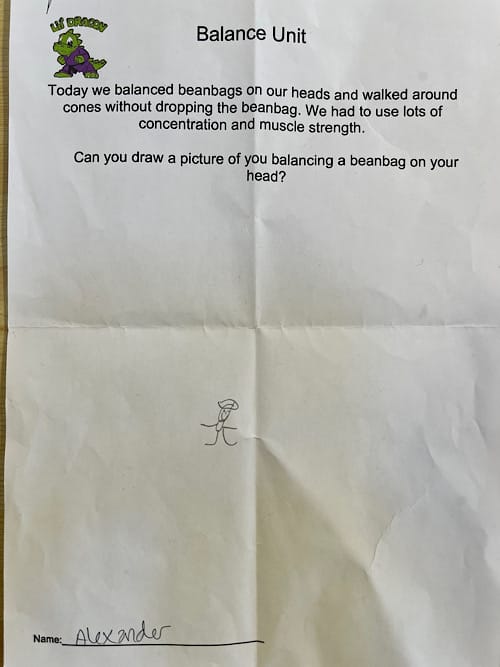 Lil' DRAGON
Balance Unit
Today we balanced beanbags on our heads and walked around
cones without dropping the beanbag. We had to use lots of
concentration and muscle strength.
Can you draw a picture of you balancing a beanbag on your
head?
Name: Alexander